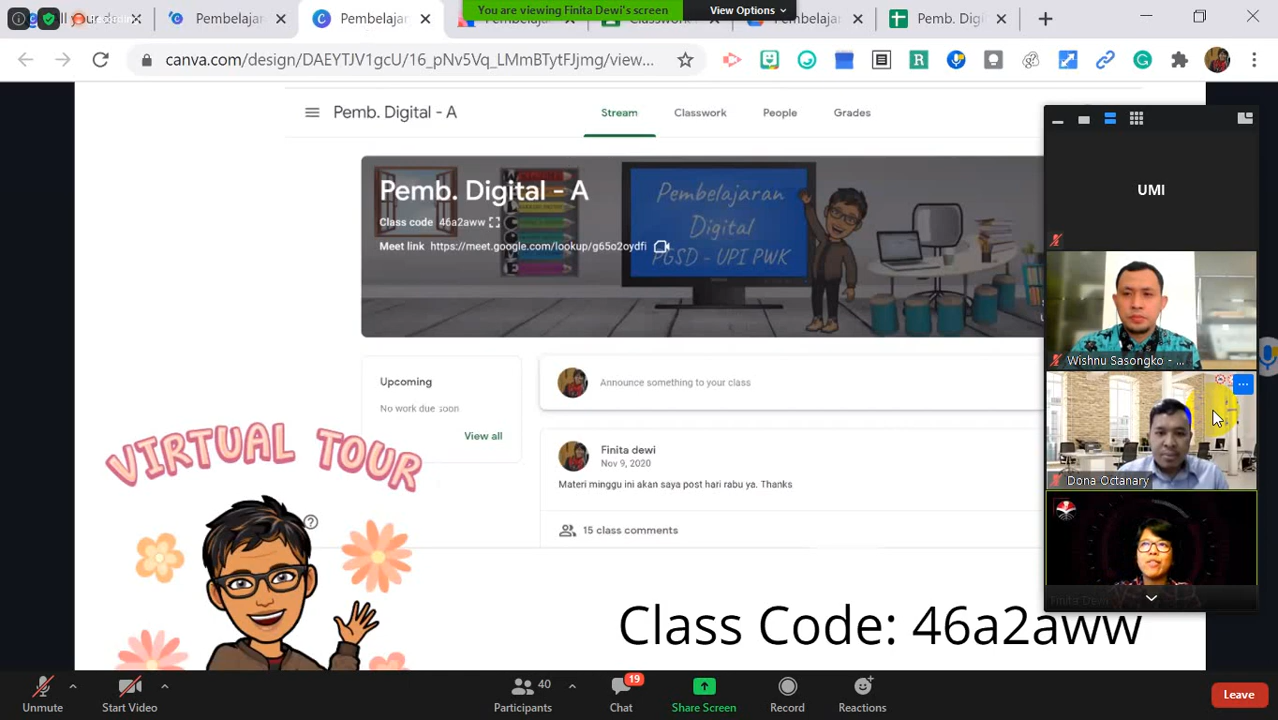 You are viewing Finita Dewi's screen
View Options
Pembelajar
Pembelajar
Classwork
Pembelajar
Pemb. Digi
canva.com/design/DAEYTJV1gcU/16_pNv5Vq_LMmBTytFJjmg/view...
Pemb. Digital - A
Stream
Classwork
People
Grades
Pemb. Digital - A
Class code 46a2aww
Meet link https://meet.google.com/lookup/g65o2oydfi
Pembelajaran
Digital
PGSD - UPI PWK
Upcoming
No work due soon
View all
Announce something to your class
Finita dewi
Nov 9, 2020
Materi minggu ini akan saya post hari rabu ya. Thanks
15 class comments
VIRTUAL TOUR
Class Code: 46a2aww
UMI
Wishnu Sasongko - ...
Dona Octanary
Finita Dewi
Unmute
Start Video
40
Participants
19
Chat
Share Screen
Record
Reactions
Leave